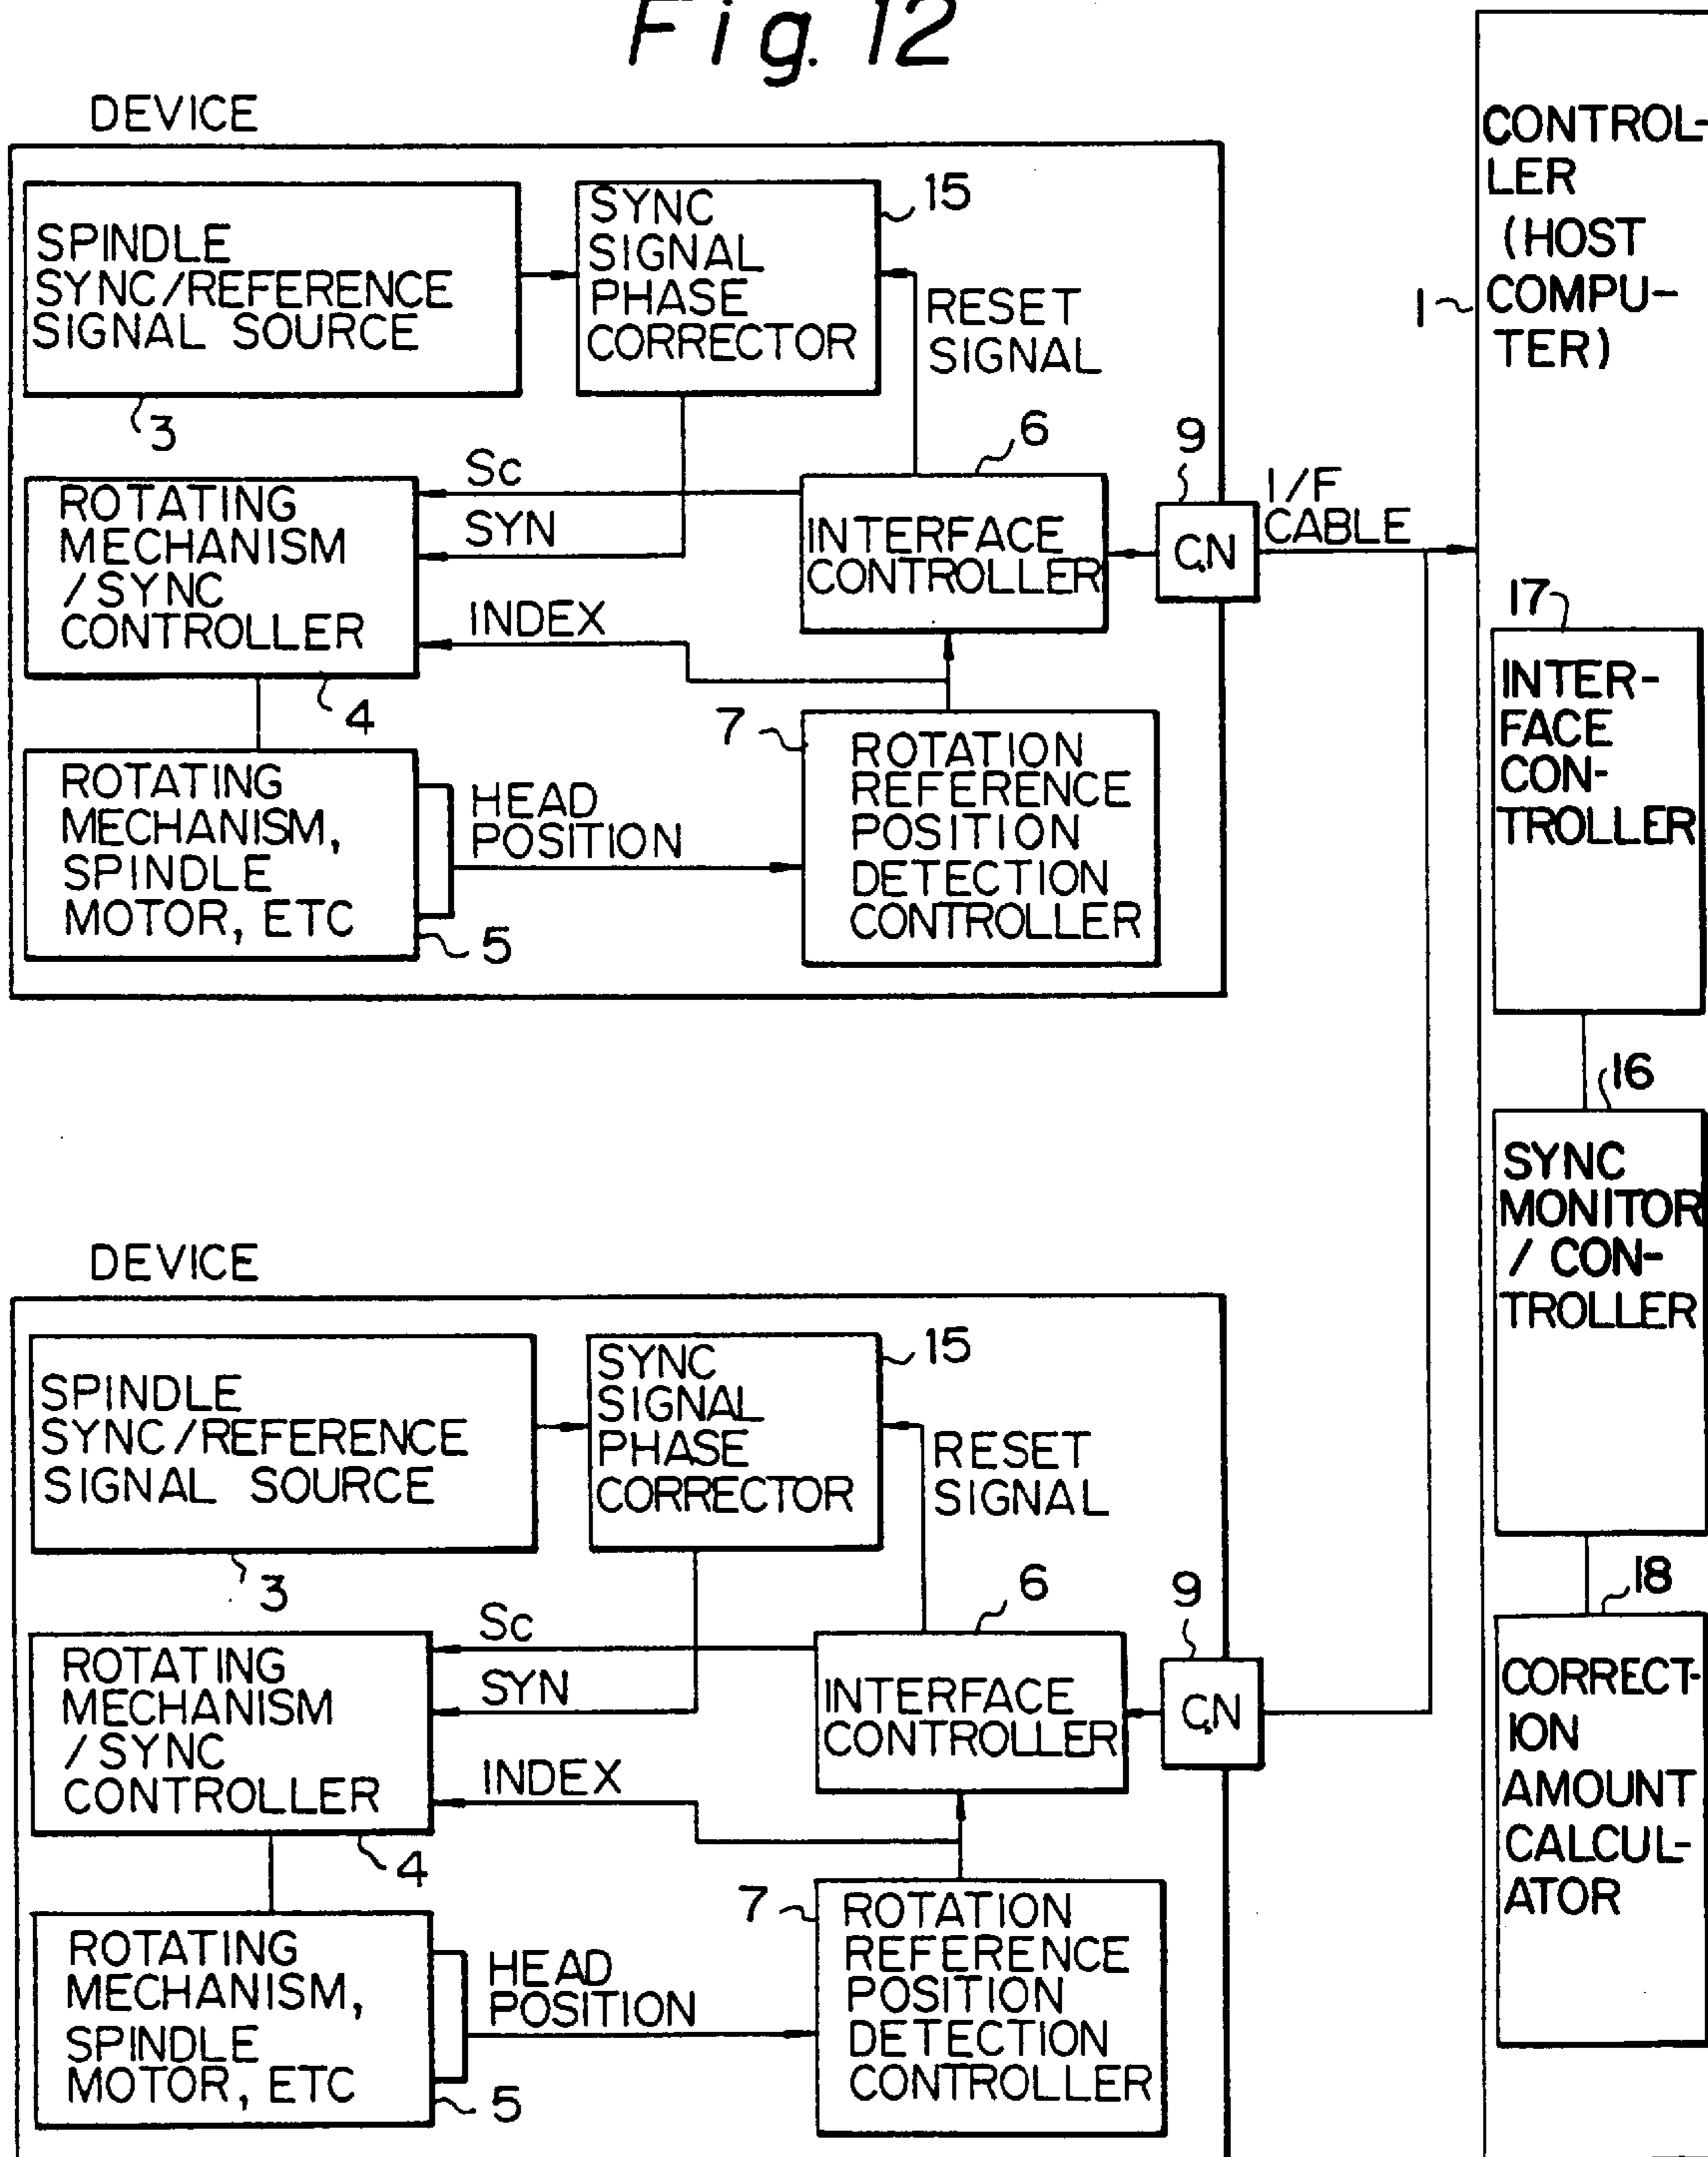 Fig. 12
DEVICE
SPINDLE
SYNC/REFERENCE
SIGNAL SOURCE
3
SYNC
SIGNAL
PHASE
CORRECTOR
15
RESET
SIGNAL
ROTATING
MECHANISM
/SYNC
CONTROLLER
4
Sc
SYN
INDEX
6
INTERFACE
CONTROLLER
9
C,N
I/F
CABLE
ROTATING
MECHANISM,
SPINDLE
MOTOR, ETC
5
HEAD
POSITION
7
ROTATION
REFERENCE
POSITION
DETECTION
CONTROLLER
DEVICE
SPINDLE
SYNC/REFERENCE
SIGNAL SOURCE
3
SYNC
SIGNAL
PHASE
CORRECTOR
15
RESET
SIGNAL
ROTATING
MECHANISM
/SYNC
CONTROLLER
4
Sc
SYN
INDEX
6
INTERFACE
CONTROLLER
9
C,N
ROTATING
MECHANISM,
SPINDLE
MOTOR, ETC
5
HEAD
POSITION
7
ROTATION
REFERENCE
POSITION
DETECTION
CONTROLLER
CONTROL-
LER
(HOST
COMPU-
TER)
1
17
INTER-
FACE
CON-
TROLLER
16
SYNC
MONITOR
/ CON-
TROLLER
18
CORRECT-
ION
AMOUNT
CALCUL-
ATOR